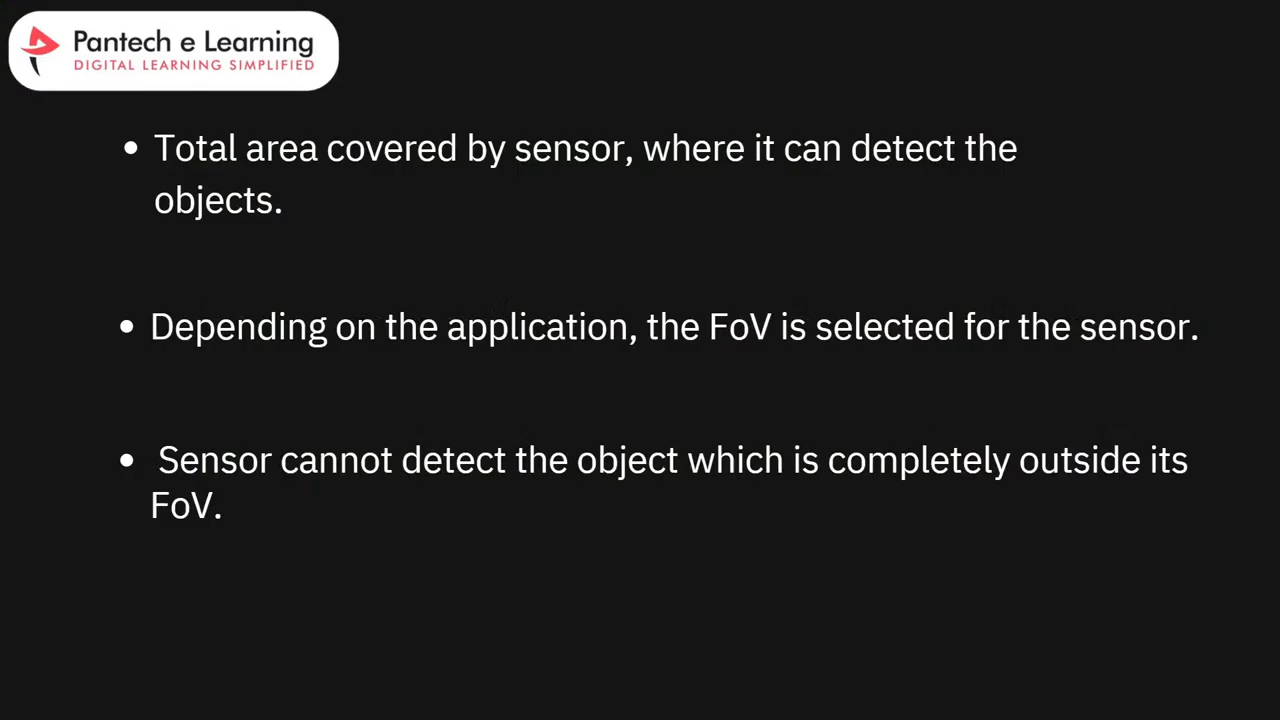 Pantech e Learning
DIGITAL LEARNING SIMPLIFIED
• Total area covered by sensor, where it can detect the
objects.
• Depending on the application, the FoV is selected for the sensor.
• Sensor cannot detect the object which is completely outside its
FoV.